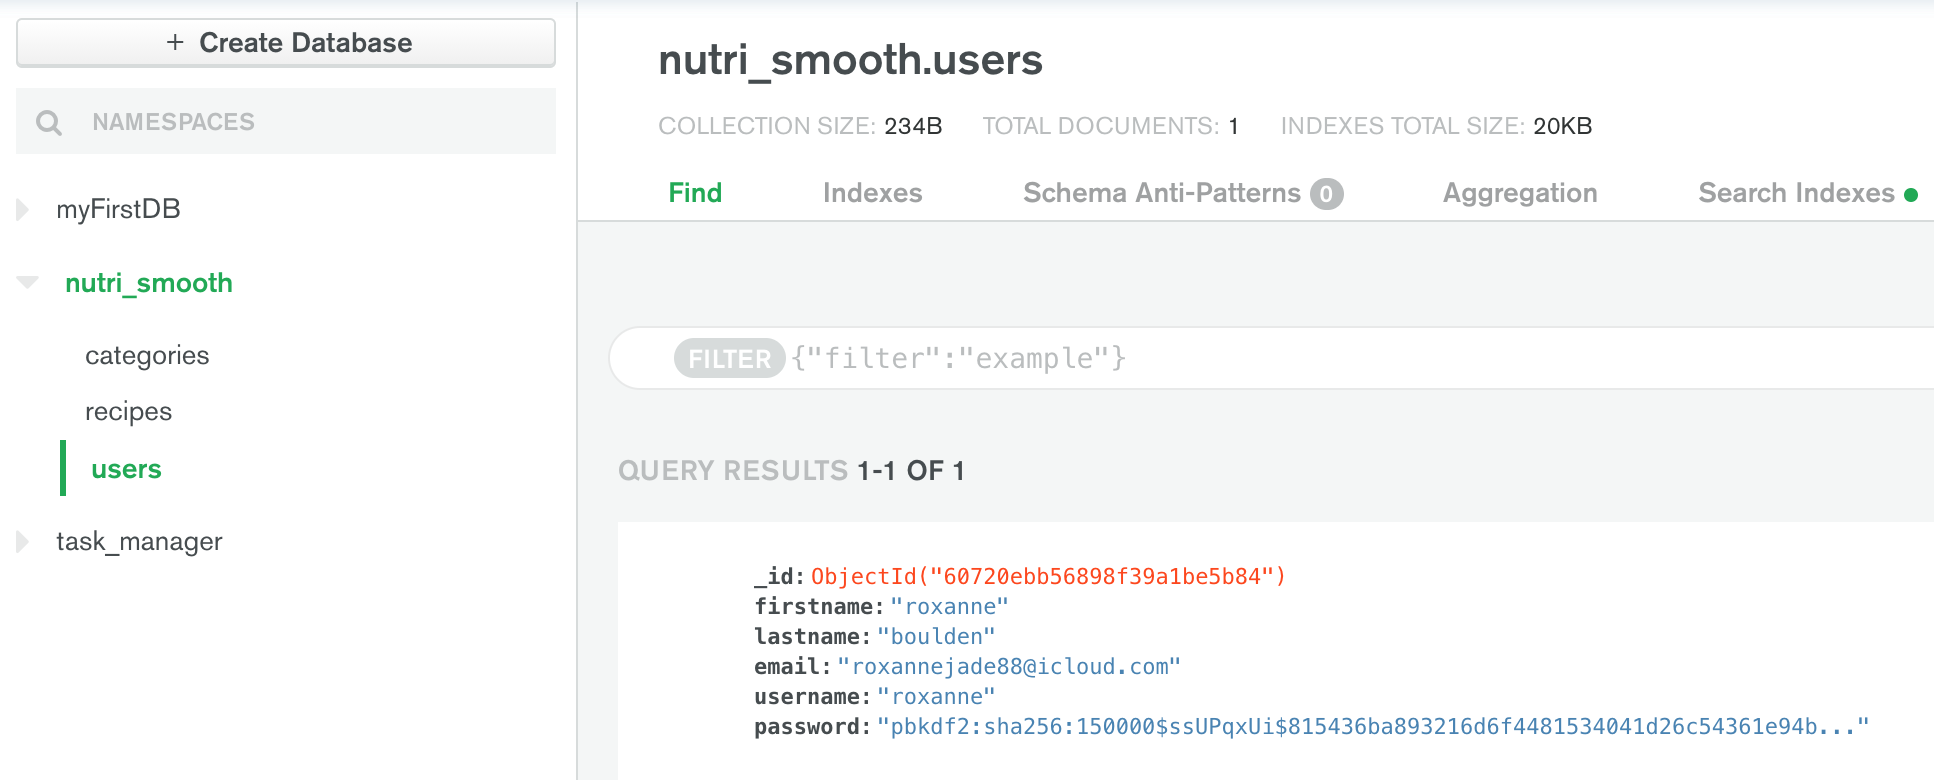 + Create Database
NAMESPACES
myFirstDB
nutri_smooth
categories
recipes
users
task_manager
nutri_smooth.users
COLLECTION SIZE: 234B TOTAL DOCUMENTS: 1 INDEXES TOTAL SIZE: 20KB
Find Indexes Schema Anti-Patterns 0 Aggregation Search Indexes
FILTER {"filter":"example"}
QUERY RESULTS 1-1 OF 1
_id: ObjectId("60720ebb56898f39a1be5b84")
firstname: "roxanne"
lastname: "boulden"
email: "roxannejade88@icloud.com"
username: "roxanne"
password: "pbkdf2:sha256:150000$ssUPqxUi$815436ba893216d6f4481534041d26c54361e94b..."